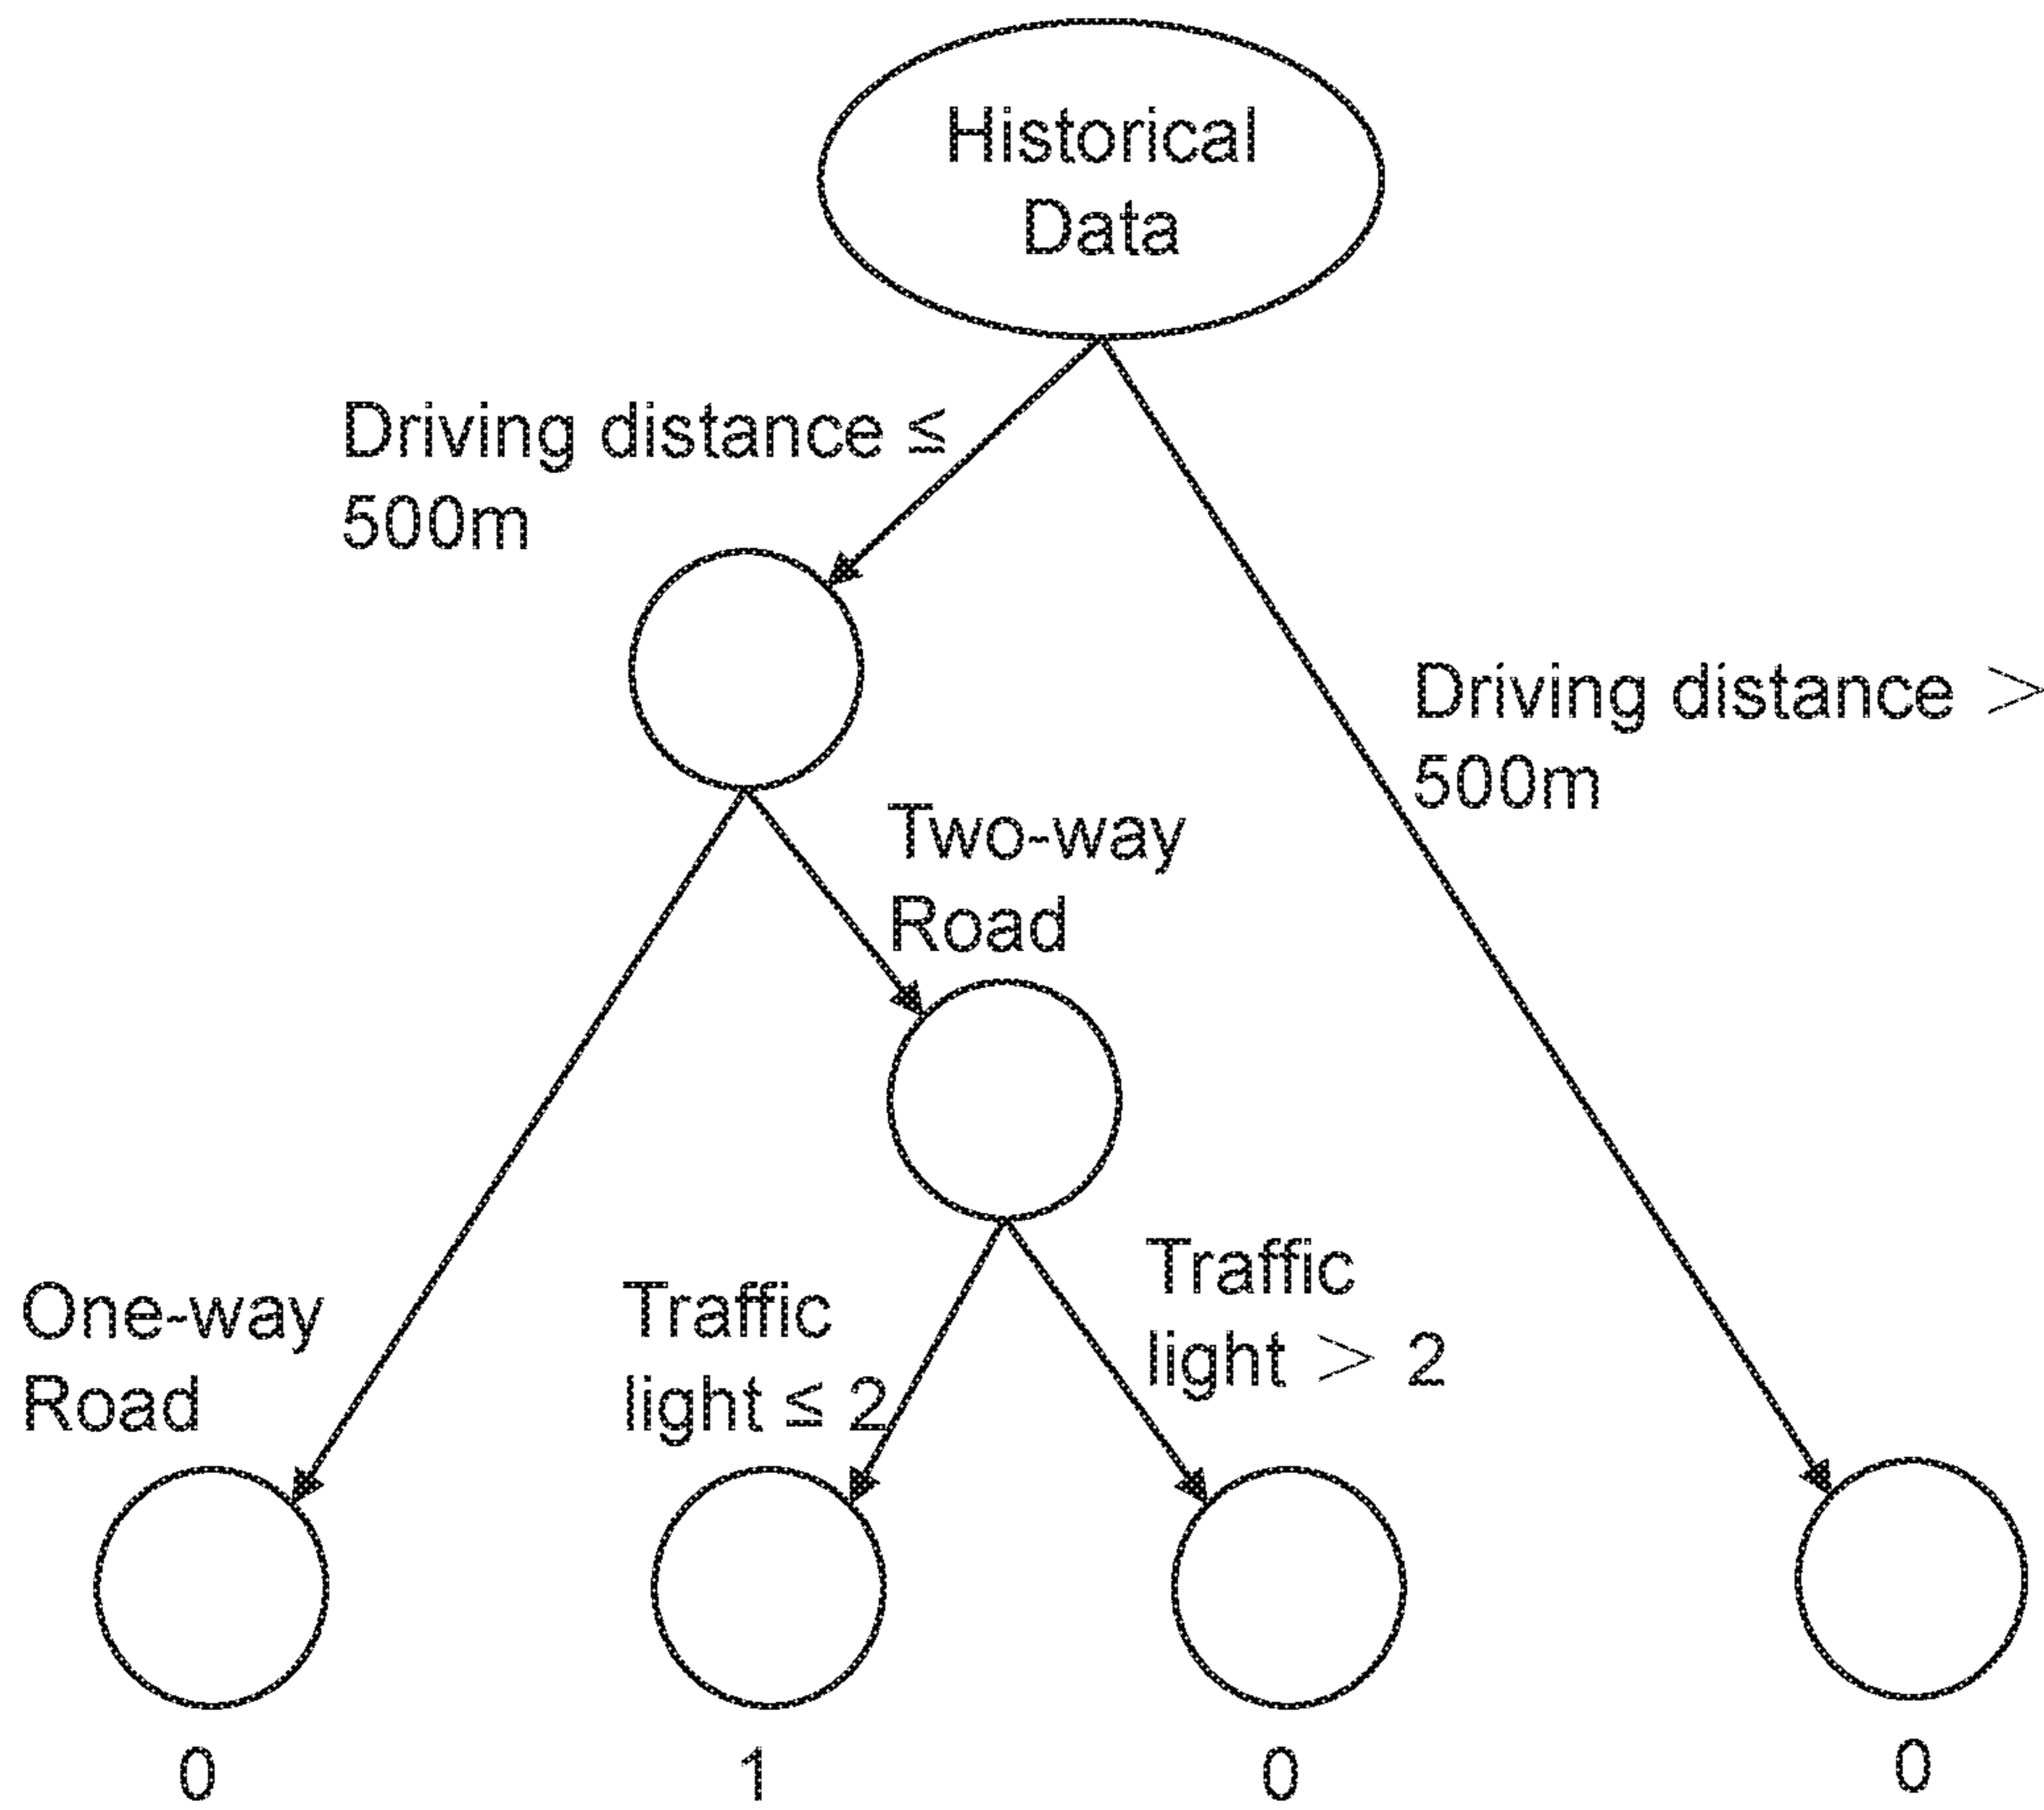 Historical
Data
Driving distance ≤
500m
Driving distance >
500m
Two-way
Road
One-way
Road
Traffic
light ≤ 2
Traffic
light > 2
0
1
0
0